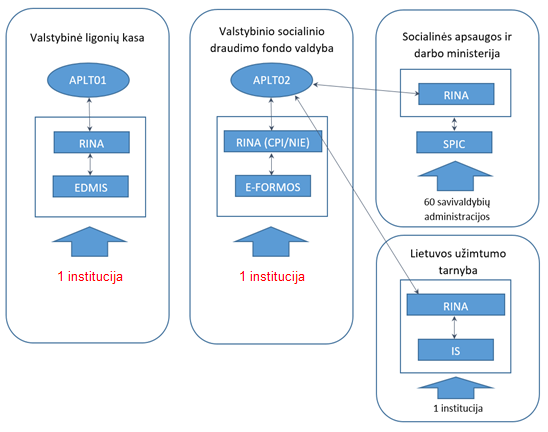 Valstybinė ligonių kasa
APLT01
RINA
EDMIS
1 institucija
Valstybinio socialinio
draudimo fondo valdyba
APLT02
RINA (CPI/NIE)
E-FORMOS
1 institucija
Socialinės apsaugos ir
darbo ministerija
RINA
SPIC
60 savivaldybių
administracijos
Lietuvos užimtumo
tarnyba
RINA
IS
1 institucija